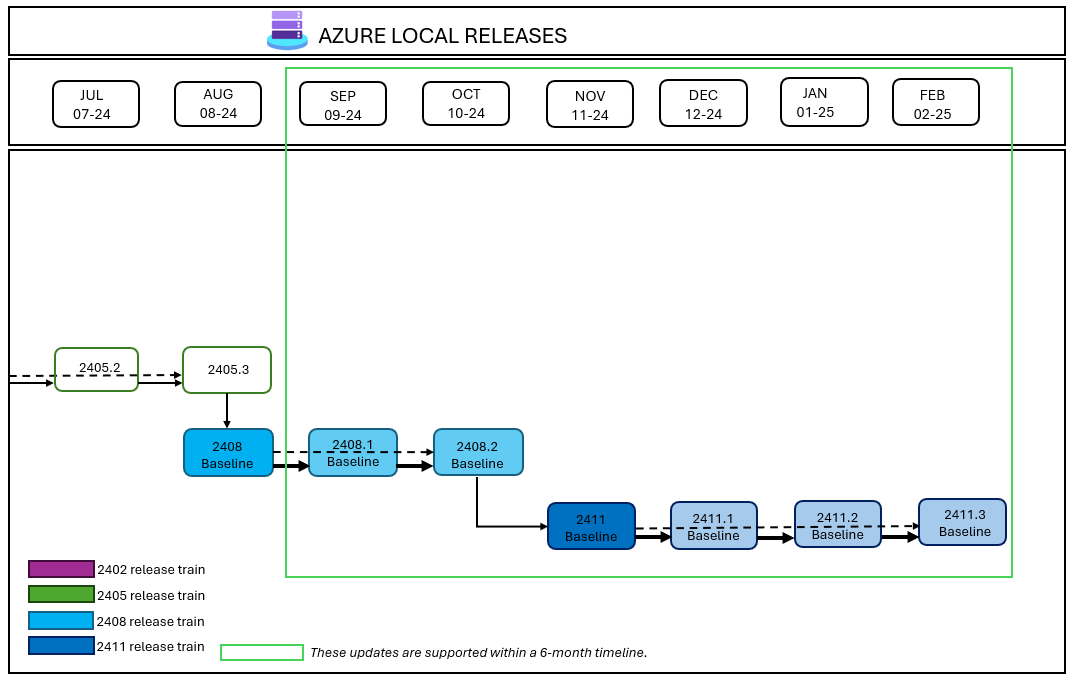 AZURE LOCAL RELEASES
JUL
07-24
AUG
08-24
SEP
09-24
OCT
10-24
NOV
11-24
DEC
12-24
JAN
01-25
FEB
02-25
2405.2
2405.3
2408
Baseline
2408.1
Baseline
2408.2
Baseline
2411
Baseline
2411.1
Baseline
2411.2
Baseline
2411.3
Baseline
2402 release train
2405 release train
2408 release train
2411 release train
These updates are supported within a 6-month timeline.